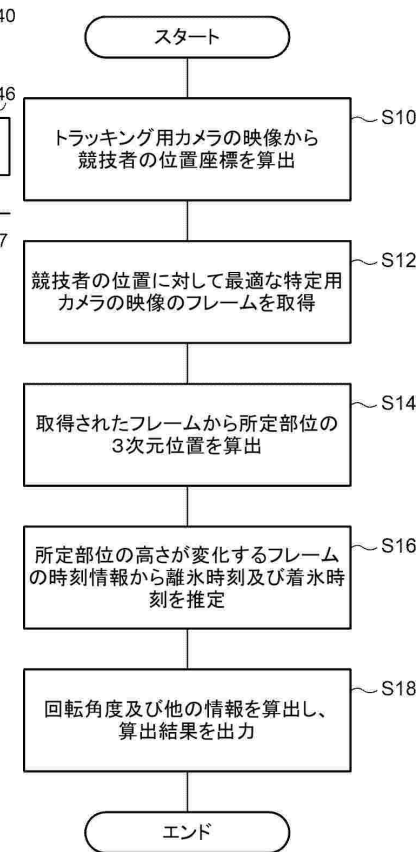 40
46
7
スタート
トラッキング用カメラの映像から
競技者の位置座標を算出
S10
競技者の位置に対して最適な特定用
カメラの映像のフレームを取得
S12
取得されたフレームから所定部位の
3次元位置を算出
S14
所定部位の高さが変化するフレーム
の時刻情報から離氷時刻及び着氷時
刻を推定
S16
回転角度及び他の情報を算出し、
算出結果を出力
S18
エンド